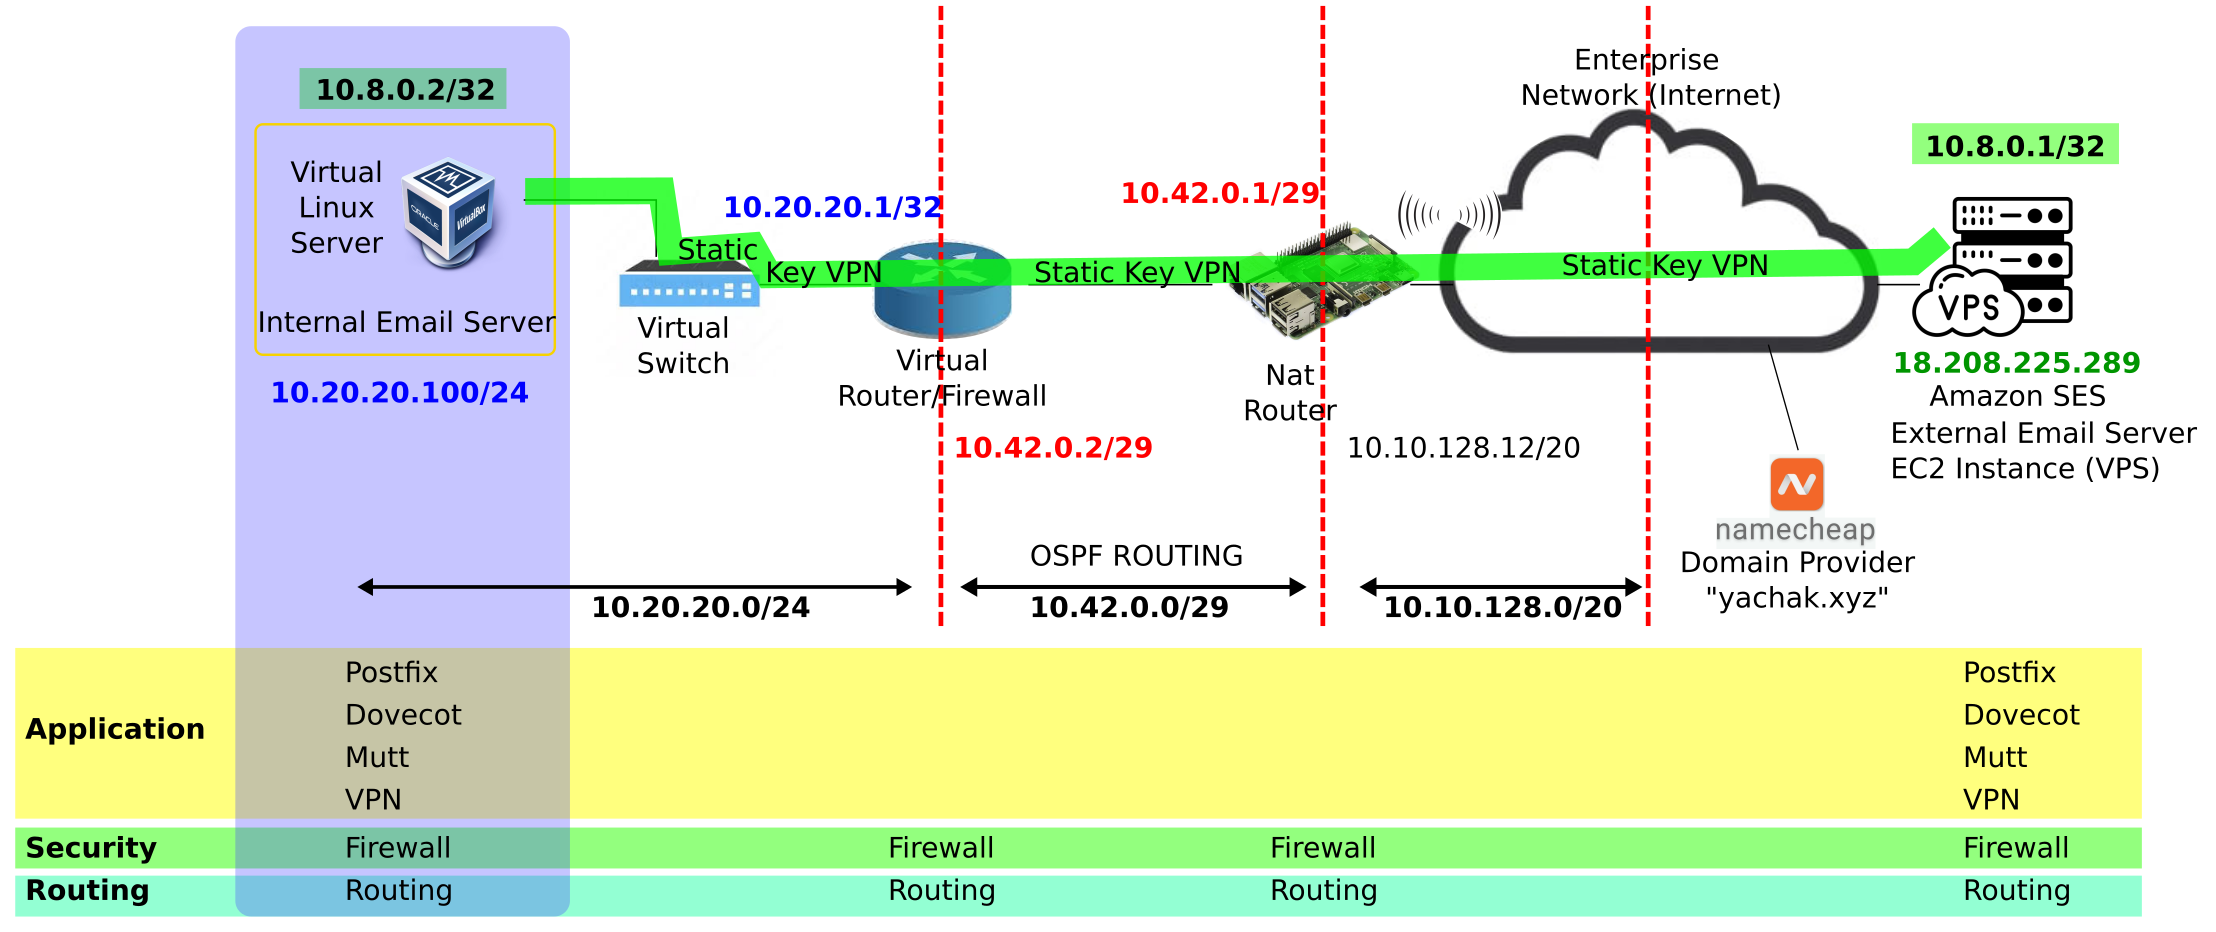 Enterprise
Network (Internet)
10.8.0.2/32
10.8.0.1/32
Virtual
Linux
Server
ORACLE
VirtualBox
Internal Email Server
10.20.20.100/24
10.20.20.1/32
10.42.0.1/29
Static
Key VPN
Static Key VPN
Static Key VPN
Virtual
Switch
Virtual
Router/Firewall
10.42.0.2/29
Nat
Router
10.10.128.12/20
VPS
18.208.225.289
Amazon SES
External Email Server
EC2 Instance (VPS)
namecheap
Domain Provider
"yachak.xyz"
OSPF ROUTING
10.20.20.0/24
10.42.0.0/29
10.10.128.0/20
Application
Postfix
Dovecot
Mutt
VPN
Postfix
Dovecot
Mutt
VPN
Security
Firewall
Firewall
Firewall
Firewall
Routing
Routing
Routing
Routing
Routing